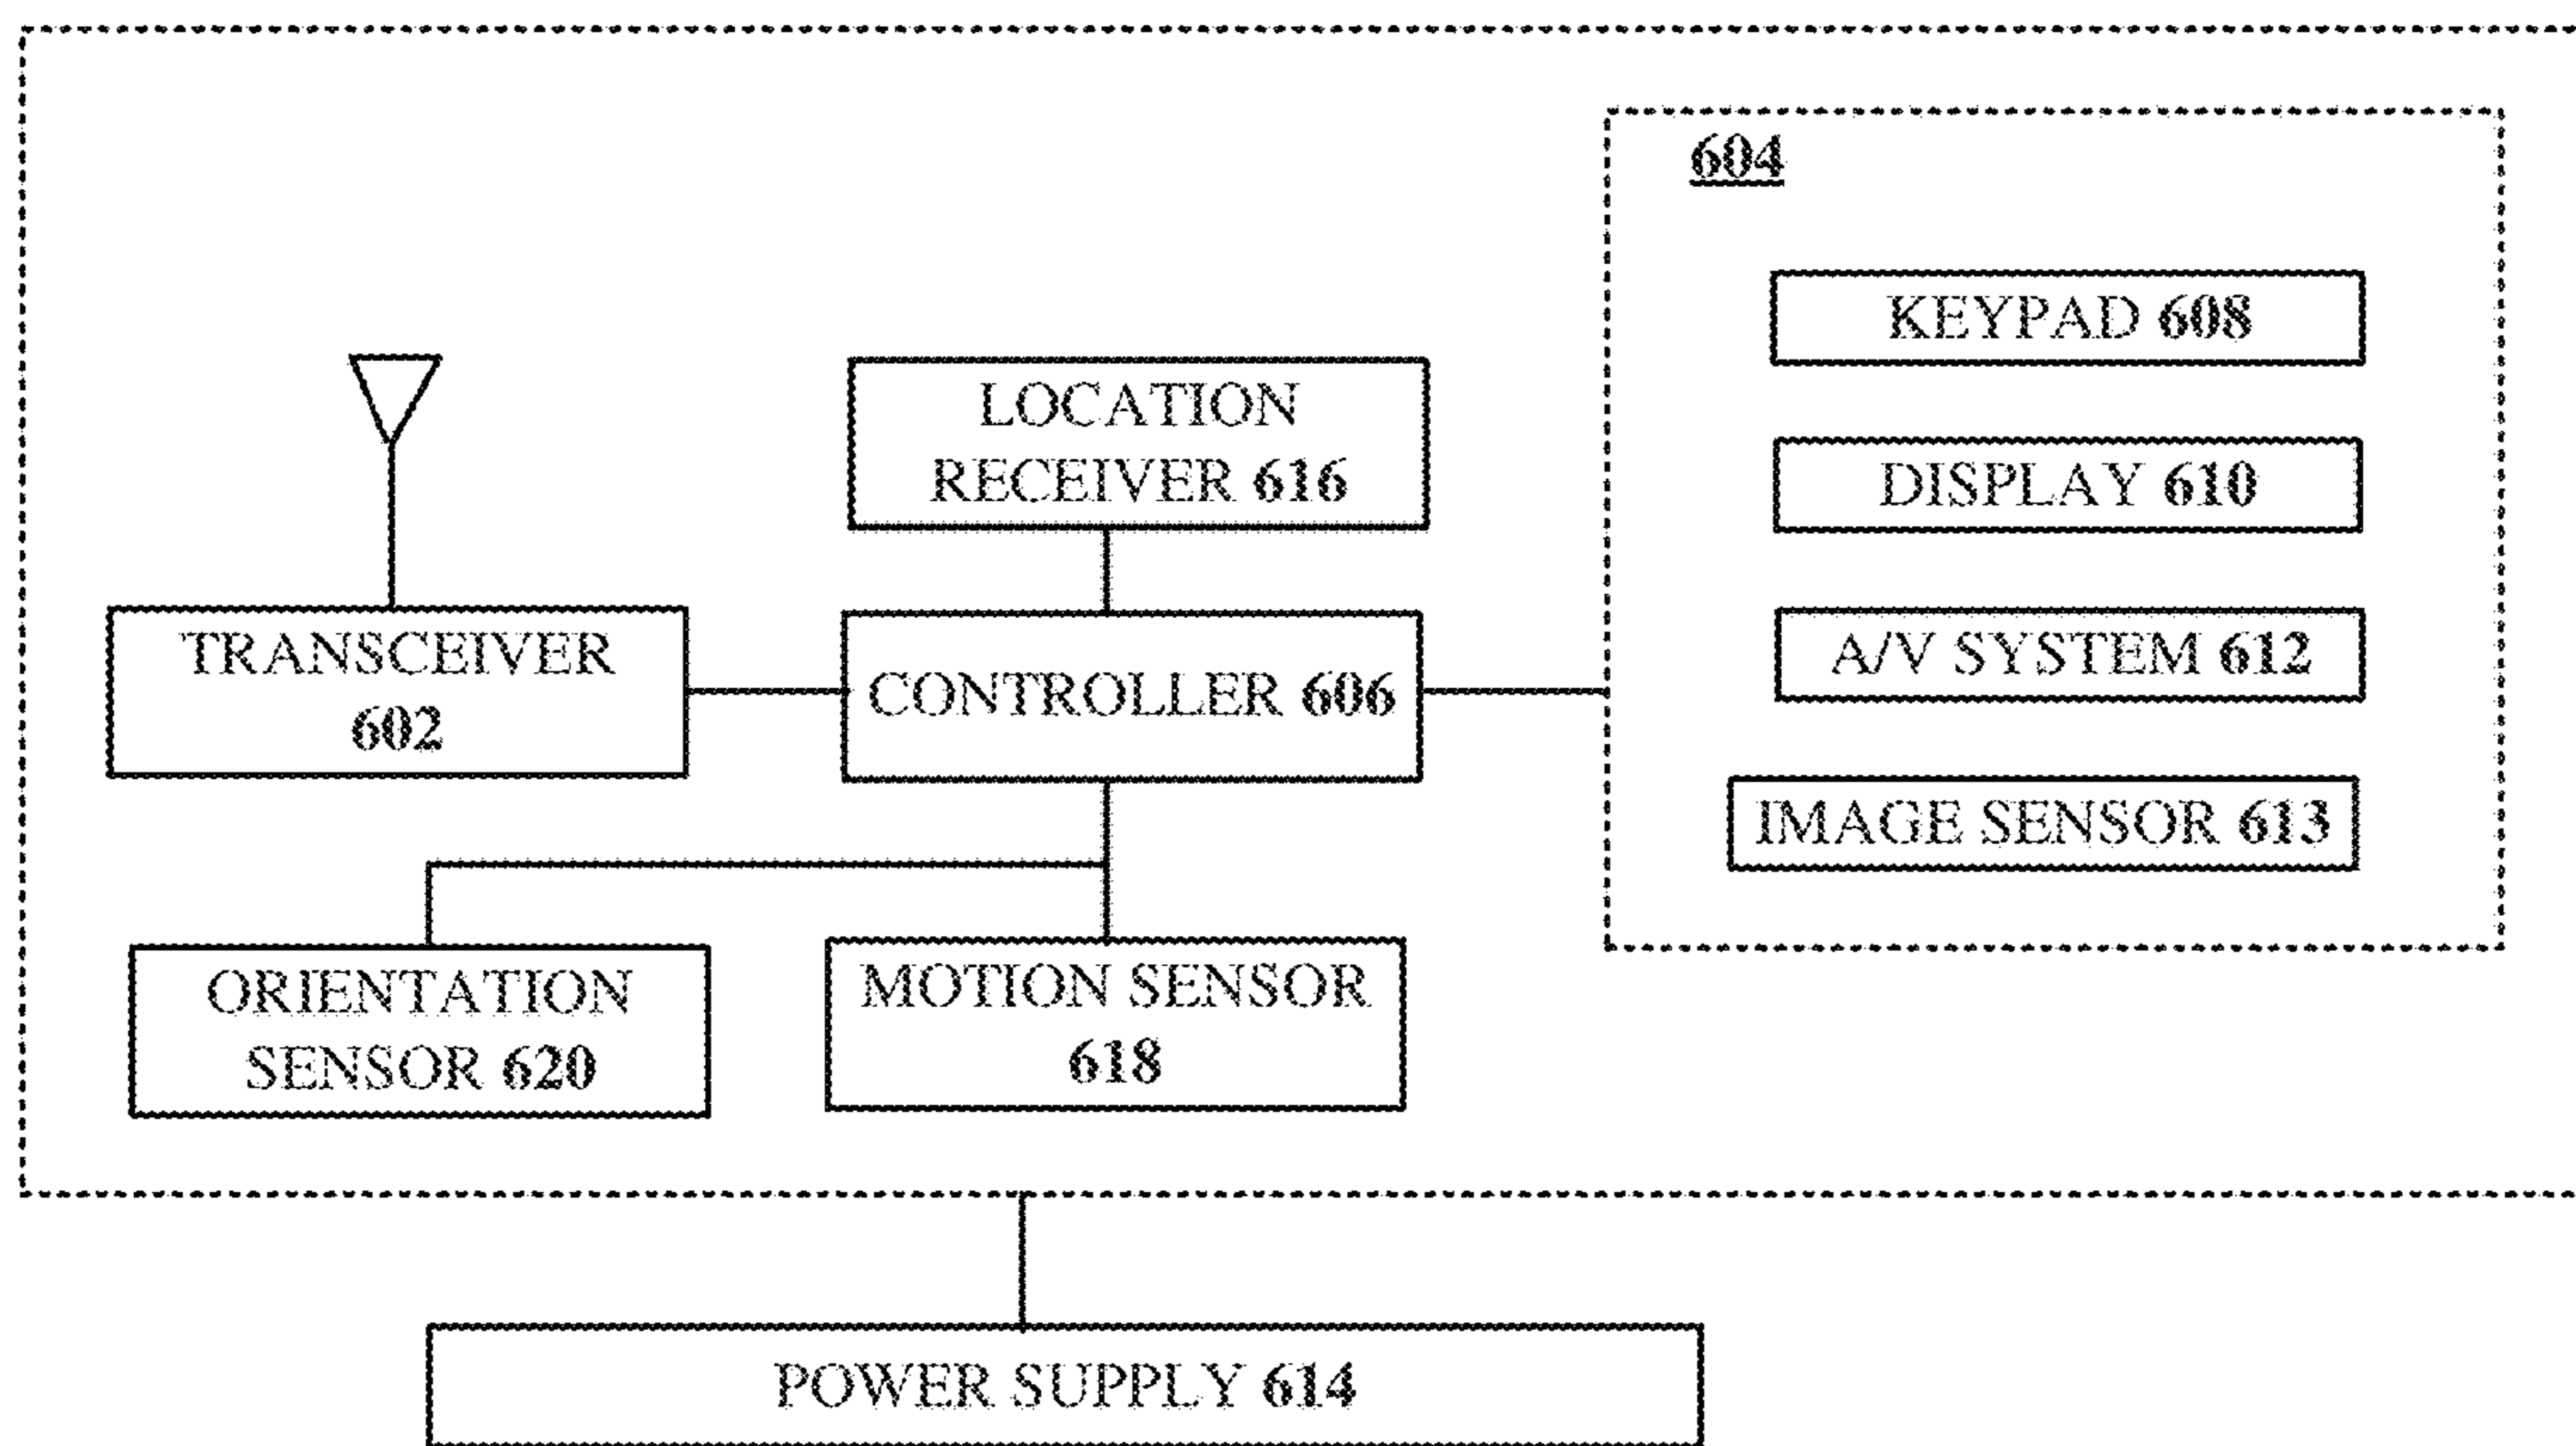 604
KEYPAD 608
LOCATION
RECEIVER 616
DISPLAY 610
TRANSCEIVER
602
CONTROLLER 606
A/V SYSTEM 612
IMAGE SENSOR 613
ORIENTATION
SENSOR 620
MOTION SENSOR
618
POWER SUPPLY 614